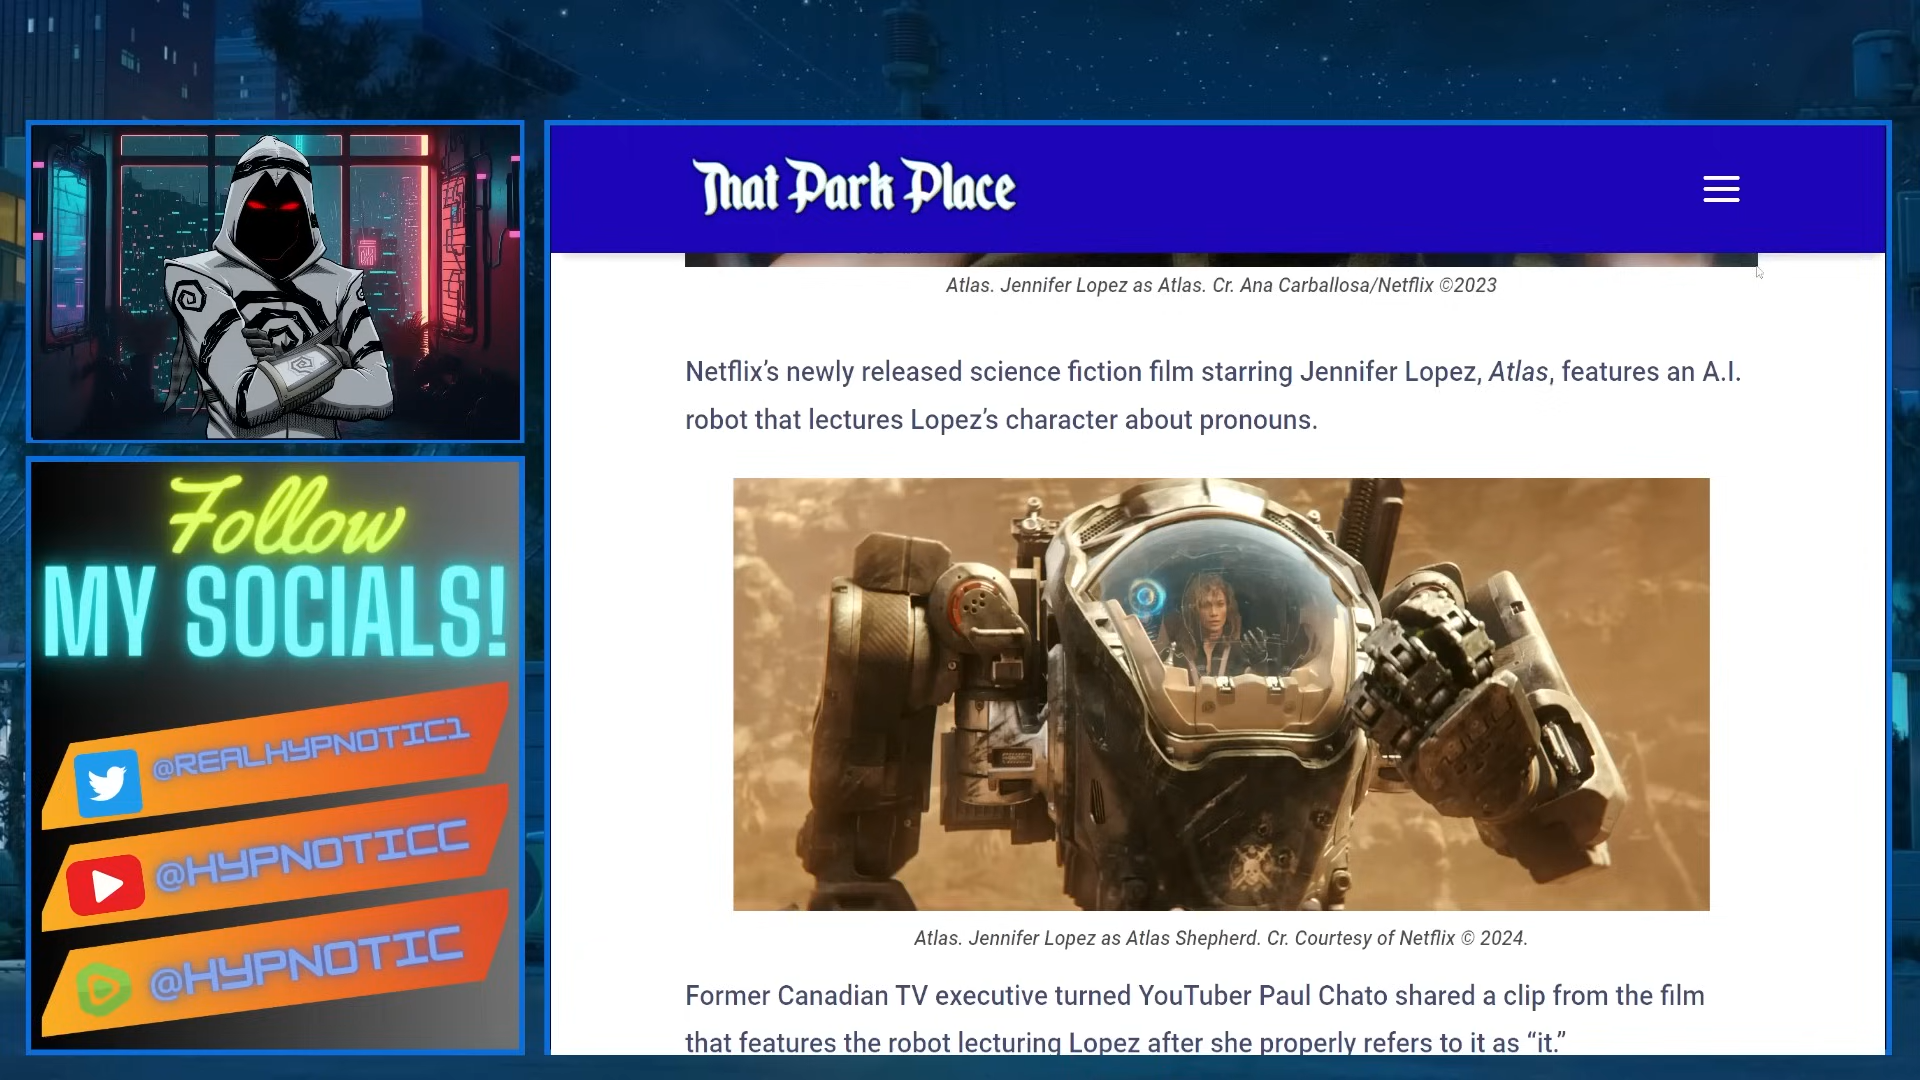 That Park Place
Atlas. Jennifer Lopez as Atlas. Cr. Ana Carballosa/Netflix ©2023
Netflix’s newly released science fiction film starring Jennifer Lopez, Atlas, features an A.I.
robot that lectures Lopez’s character about pronouns.
Atlas. Jennifer Lopez as Atlas Shepherd. Cr. Courtesy of Netflix © 2024.
Former Canadian TV executive turned YouTuber Paul Chato shared a clip from the film
that features the robot lecturing Lopez after she properly refers to it as “it.”
Follow
MY SOCIALS!
@REALHYPNOTIC1
@HYPNOTICC
@HYPNOTIC